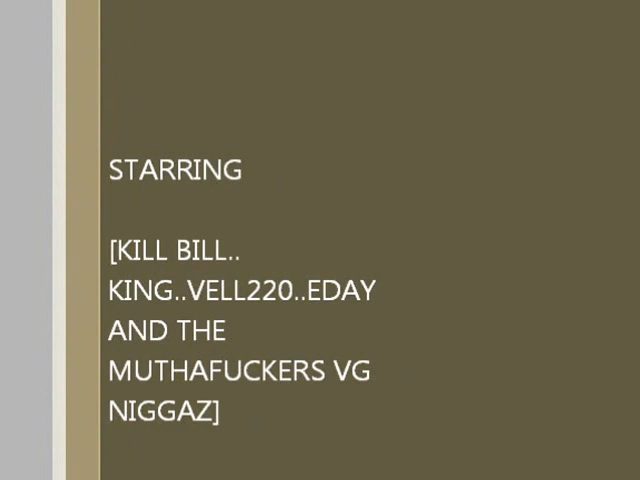 STARRING
[KILL BILL..
KING..VELL220..EDAY
AND THE
MUTHAFUCKERS VG
NIGGAZ]